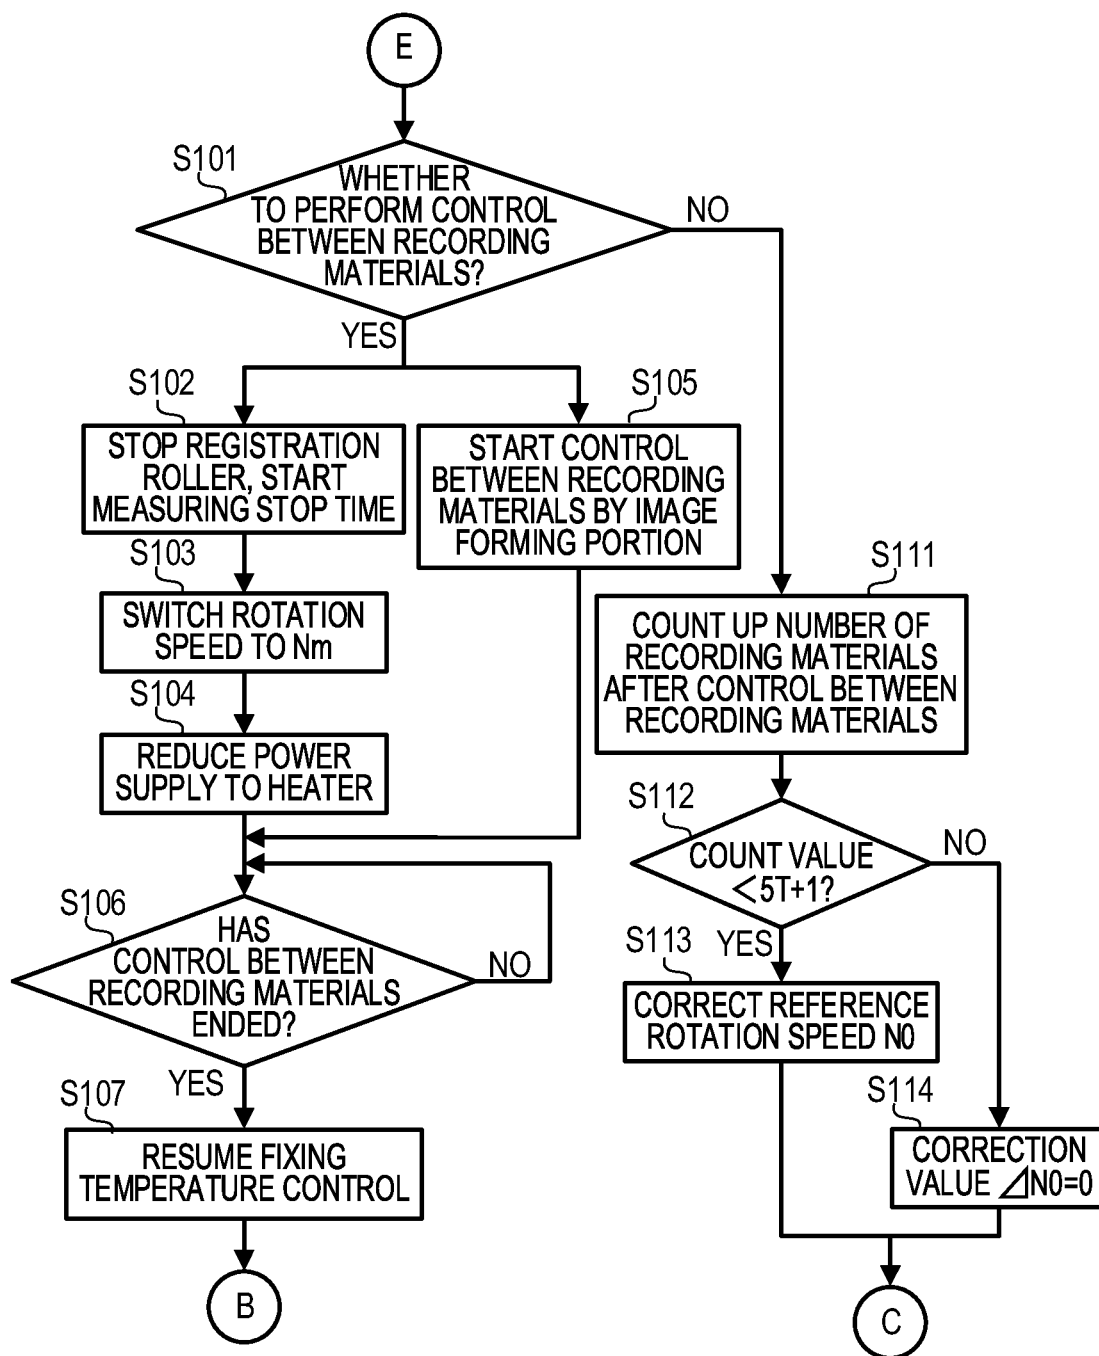 E
S101
WHETHER
TO PERFORM CONTROL
BETWEEN RECORDING
MATERIALS?
NO
YES
S102
STOP REGISTRATION
ROLLER, START
MEASURING STOP TIME
S105
START CONTROL
BETWEEN RECORDING
MATERIALS BY IMAGE
FORMING PORTION
S103
SWITCH ROTATION
SPEED TO Nm
S104
REDUCE POWER
SUPPLY TO HEATER
S106
HAS
CONTROL BETWEEN
RECORDING MATERIALS
ENDED?
NO
YES
S107
RESUME FIXING
TEMPERATURE CONTROL
B
S111
COUNT UP NUMBER OF
RECORDING MATERIALS
AFTER CONTROL BETWEEN
RECORDING MATERIALS
S112
COUNT VALUE
<5T+1?
NO
YES
S113
CORRECT REFERENCE
ROTATION SPEED N0
S114
CORRECTION
VALUE ⊿N0=0
C